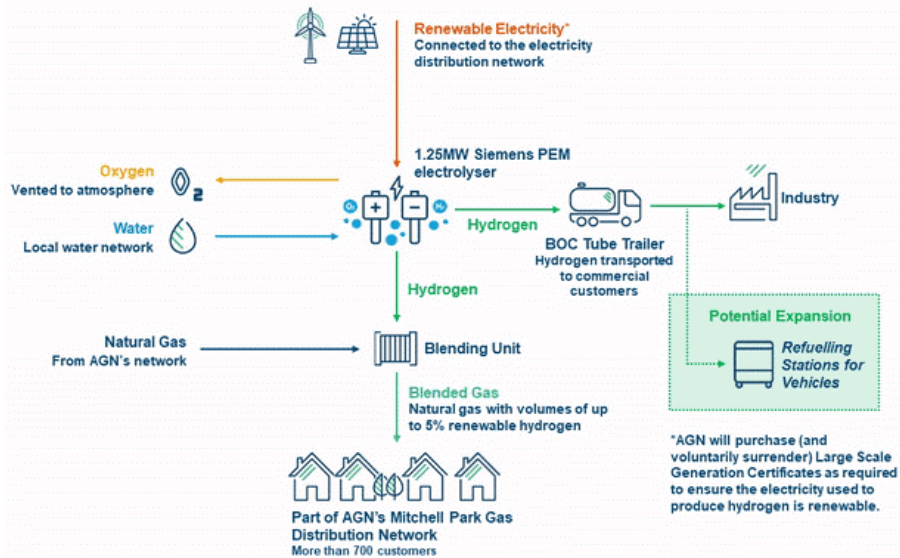 Renewable Electricity*
Connected to the electricity
distribution network
1.25MW Siemens PEM
electrolyser
Oxygen
Vented to atmosphere
O2
Water
Local water network
O₂
+
−
H₂
Hydrogen
BOC Tube Trailer
Hydrogen transported
to commercial
customers
Industry
Hydrogen
Potential Expansion
Refuelling
Stations for
Vehicles
Natural Gas
From AGN's network
Blending Unit
Blended Gas
Natural gas with volumes of up
to 5% renewable hydrogen
*AGN will purchase (and
voluntarily surrender) Large Scale
Generation Certificates as required
to ensure the electricity used to
produce hydrogen is renewable.
Part of AGN's Mitchell Park Gas
Distribution Network
More than 700 customers